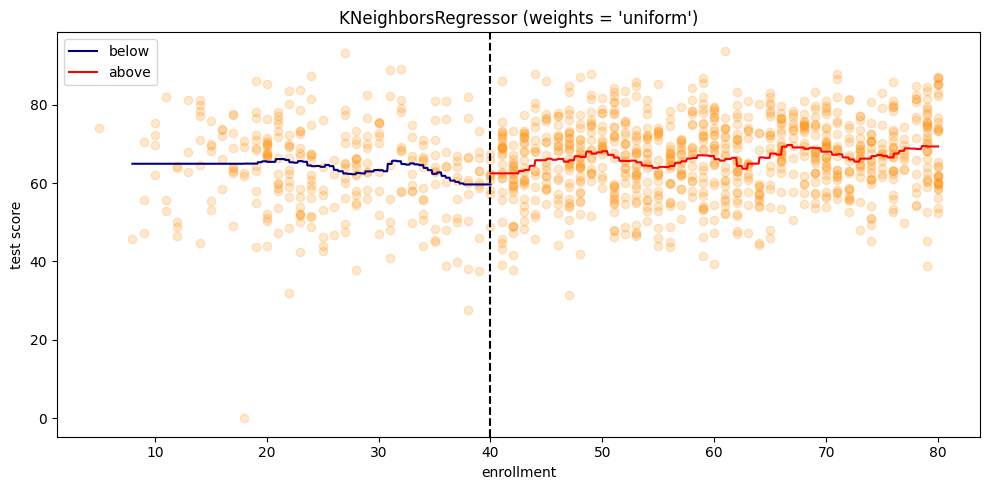 KNeighborsRegressor (weights = 'uniform')
below
above
test score
80
60
40
20
0
10 20 30 40 50 60 70 80
enrollment